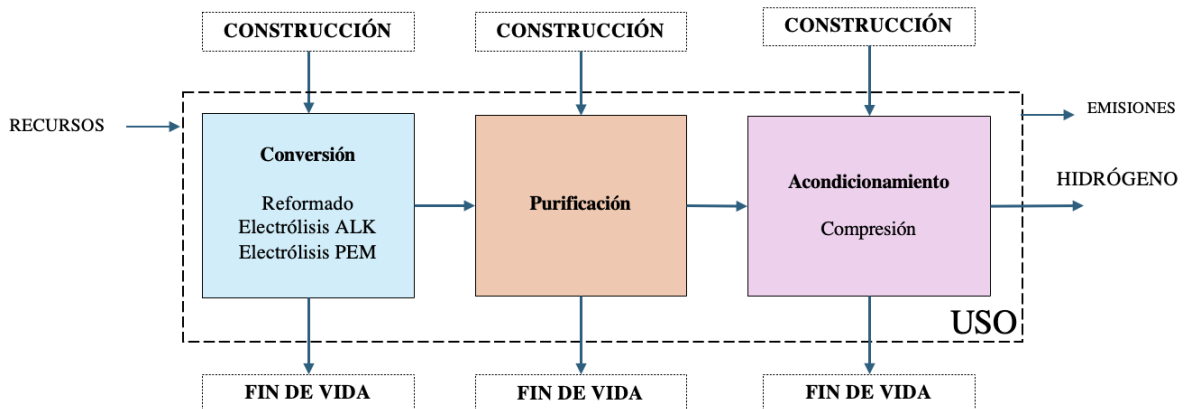 CONSTRUCCIÓN
CONSTRUCCIÓN
CONSTRUCCIÓN
RECURSOS
Conversión
Reformado
Electrólisis ALK
Electrólisis PEM
Purificación
Acondicionamiento
Compresión
EMISIONES
HIDRÓGENO
USO
FIN DE VIDA
FIN DE VIDA
FIN DE VIDA